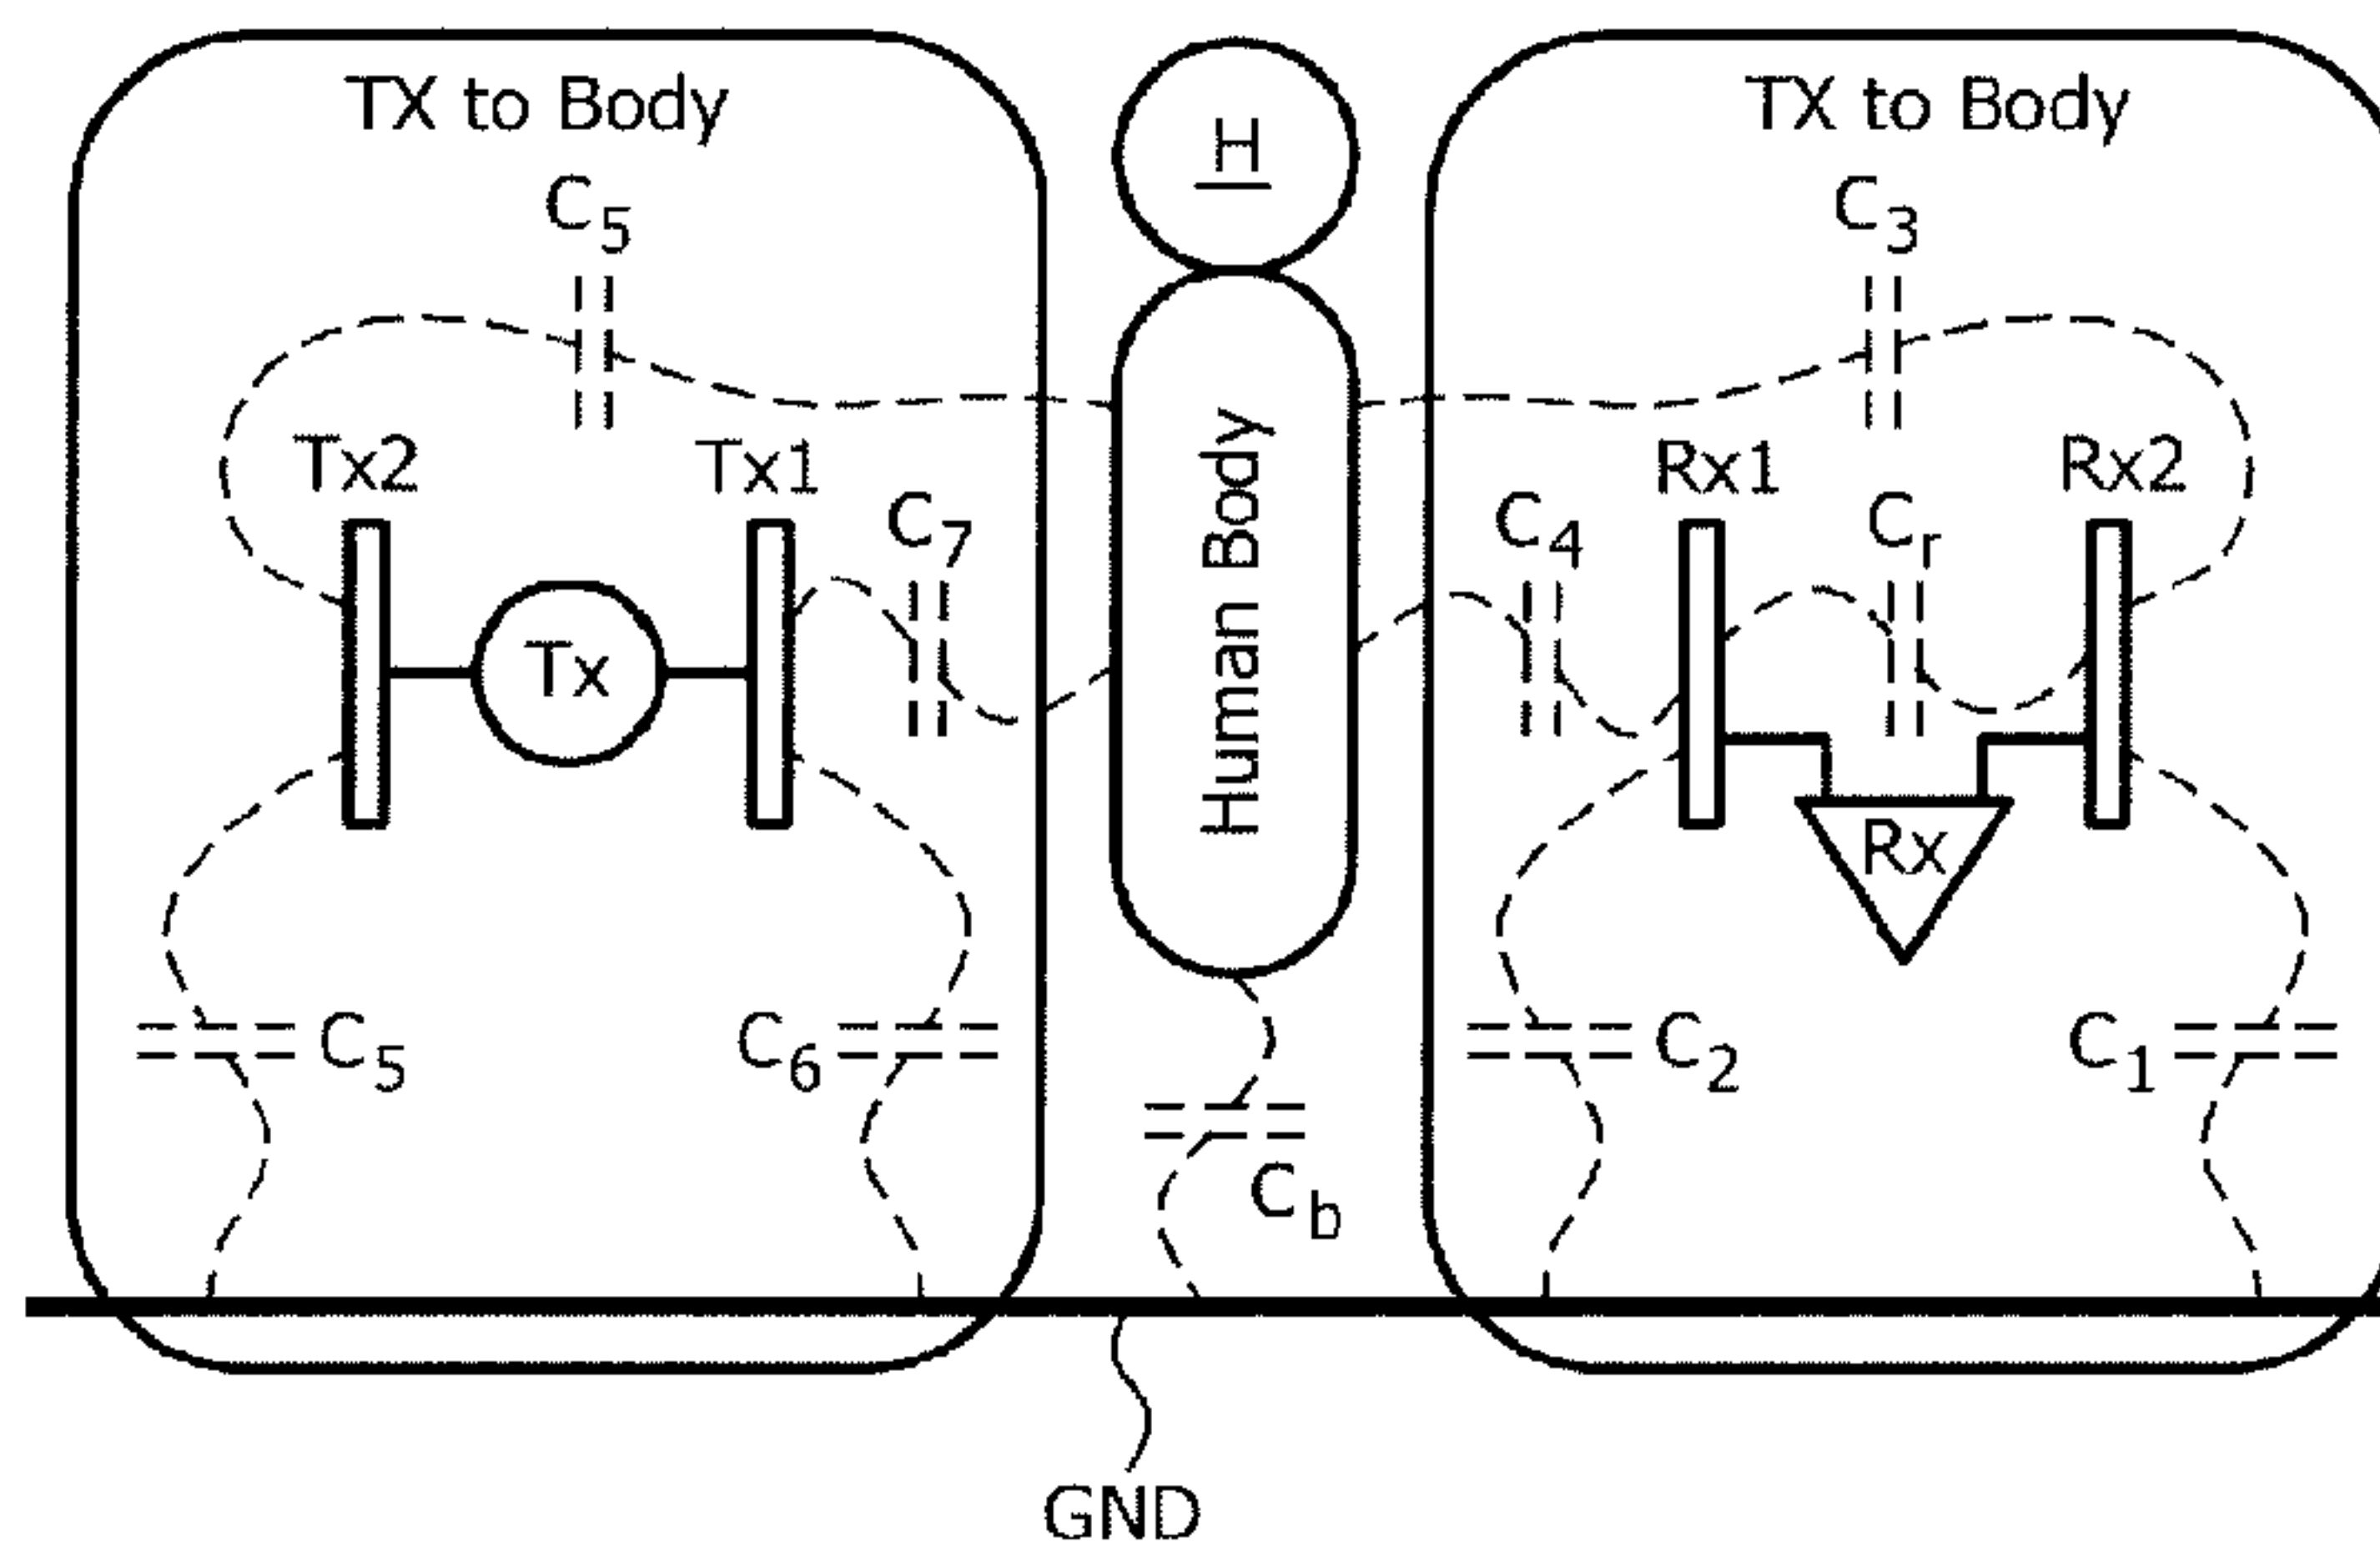 TX to Body
H
TX to Body
C5
C3
Tx2
Tx1
C7
Human Body
C4
Rx1
Cr
Rx2
Tx
Rx
C5
C6
Cb
C2
C1
GND